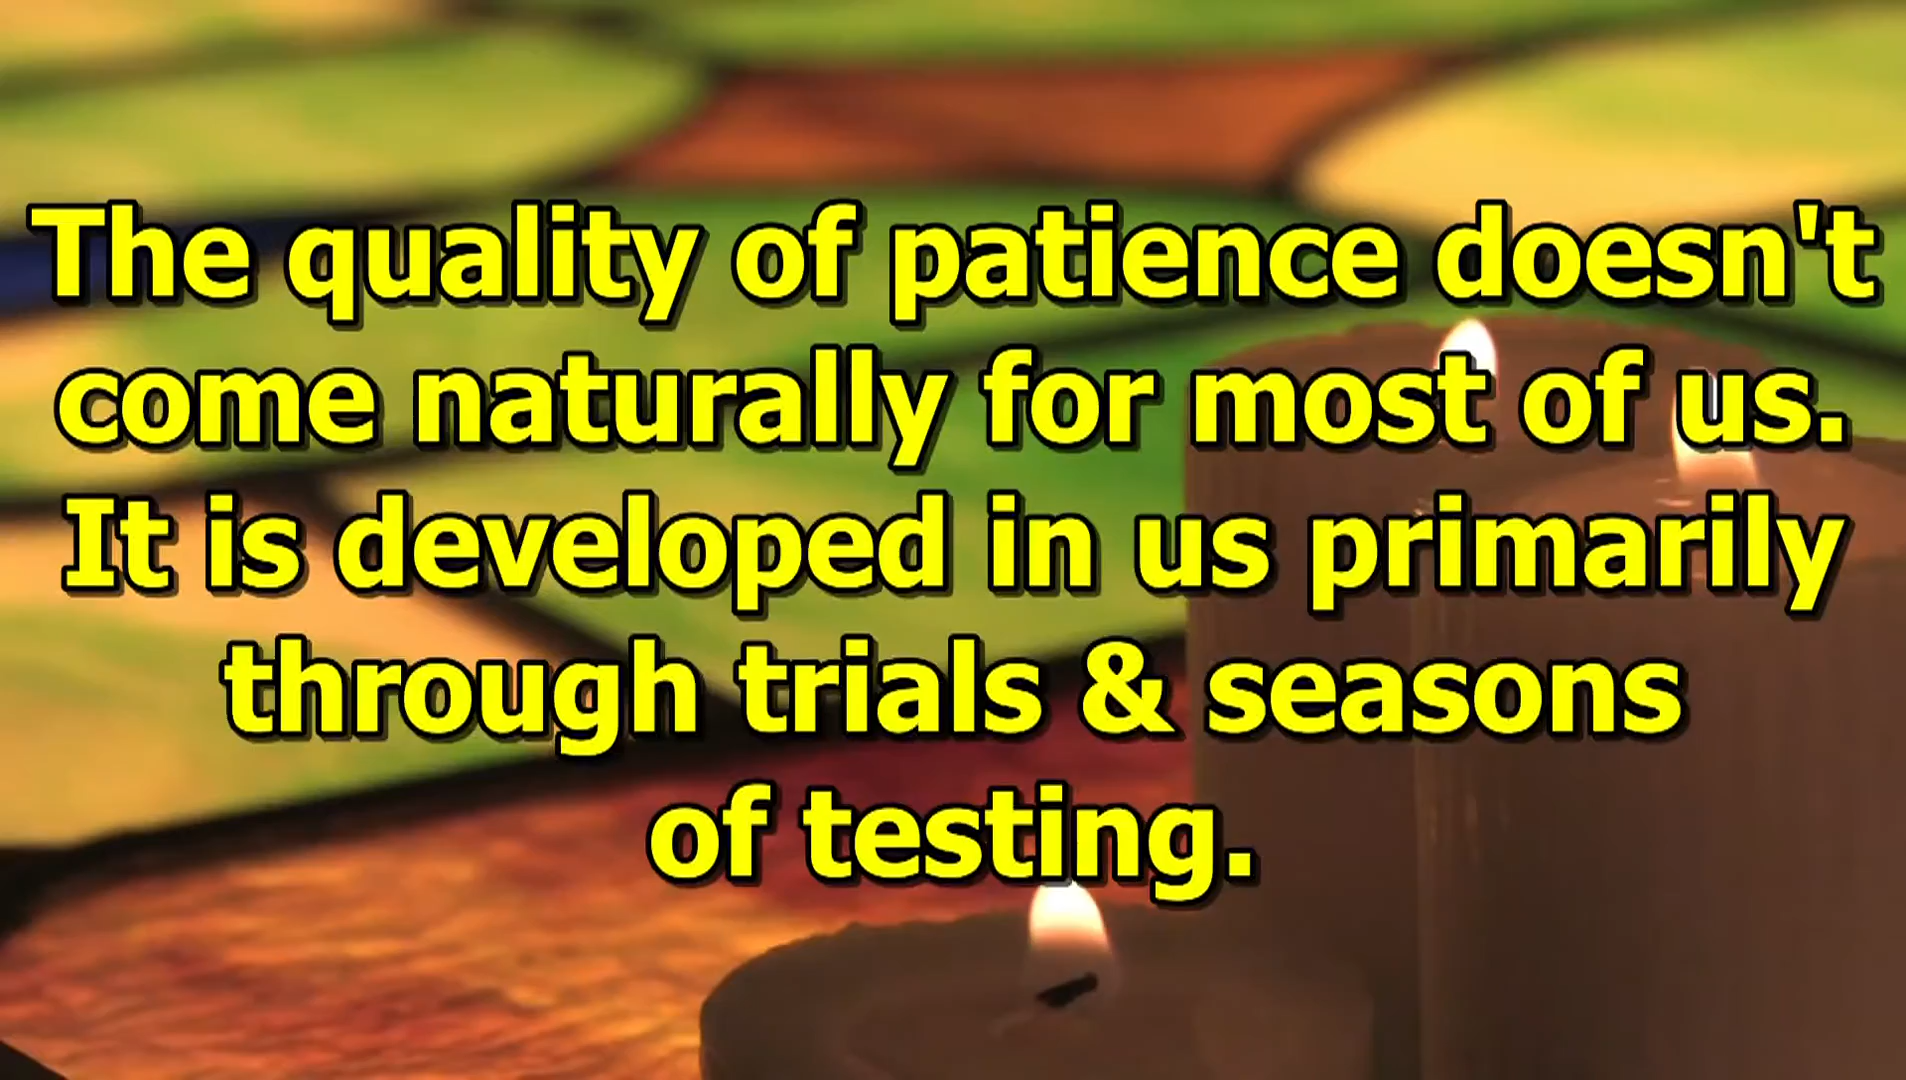 The quality of patience doesn't
come naturally for most of us.
It is developed in us primarily
through trials & seasons
of testing.